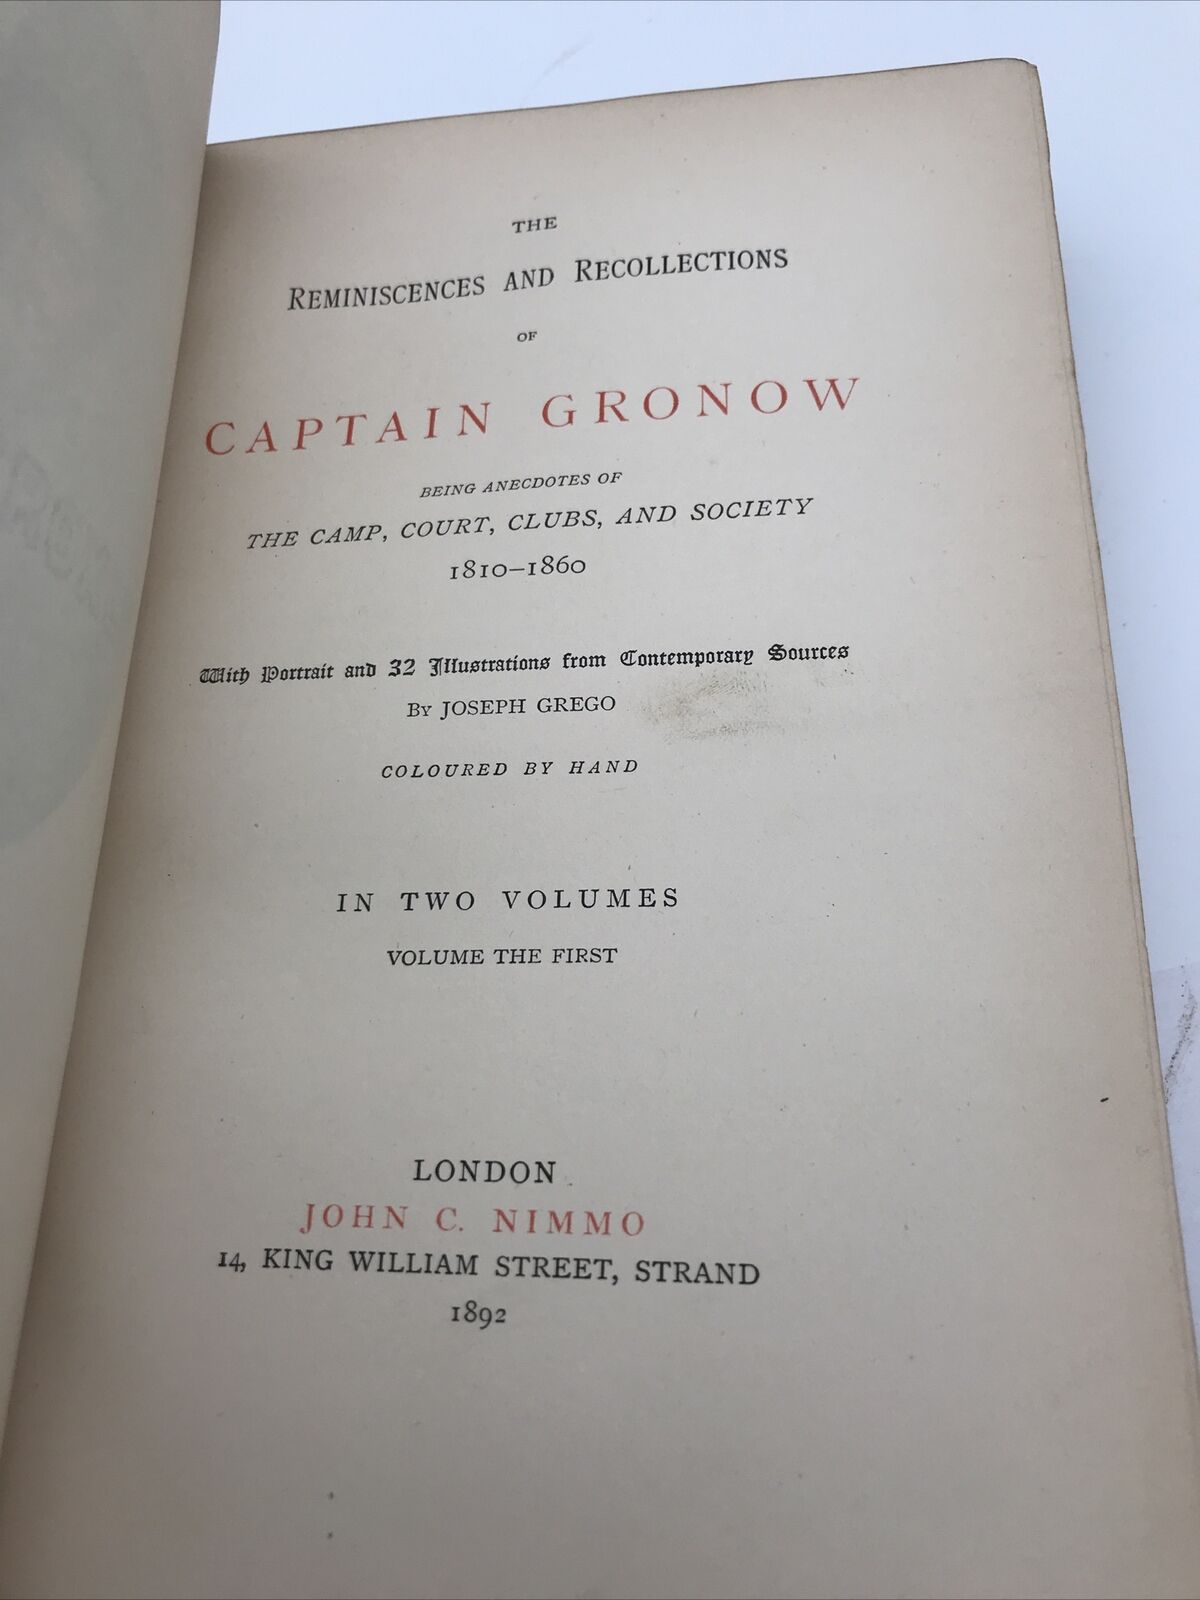 THE
REMINISCENCES AND RECOLLECTIONS
OF
CAPTAIN GRONOW
BEING ANECDOTES OF
THE CAMP, COURT, CLUBS, AND SOCIETY
1810–1860
With Portrait and 32 Illustrations from Contemporary Sources
BY JOSEPH GREGO
COLOURED BY HAND
IN TWO VOLUMES
VOLUME THE FIRST
LONDON
JOHN C. NIMMO
14, KING WILLIAM STREET, STRAND
1892